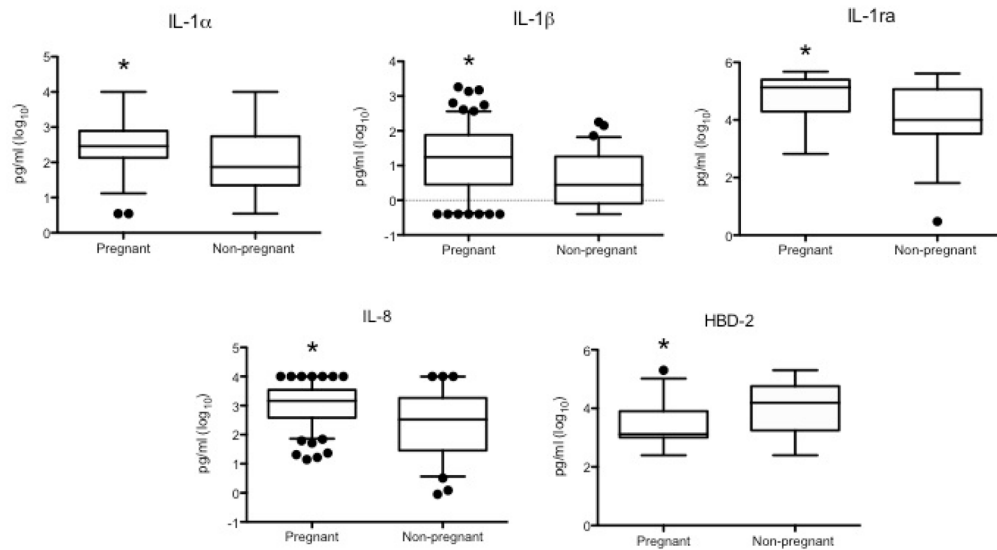 IL-1α
*
pg/ml (log10)
5
4
3
2
1
0
Pregnant
Non-pregnant
IL-1β
*
pg/ml (log10)
4
3
2
1
0
-1
Pregnant
Non-pregnant
IL-1ra
*
pg/ml (log10)
6
4
2
0
Pregnant
Non-pregnant
IL-8
*
pg/ml (log10)
5
4
3
2
1
0
-1
Pregnant
Non-pregnant
HBD-2
*
pg/ml (log10)
6
4
2
0
Pregnant
Non-pregnant